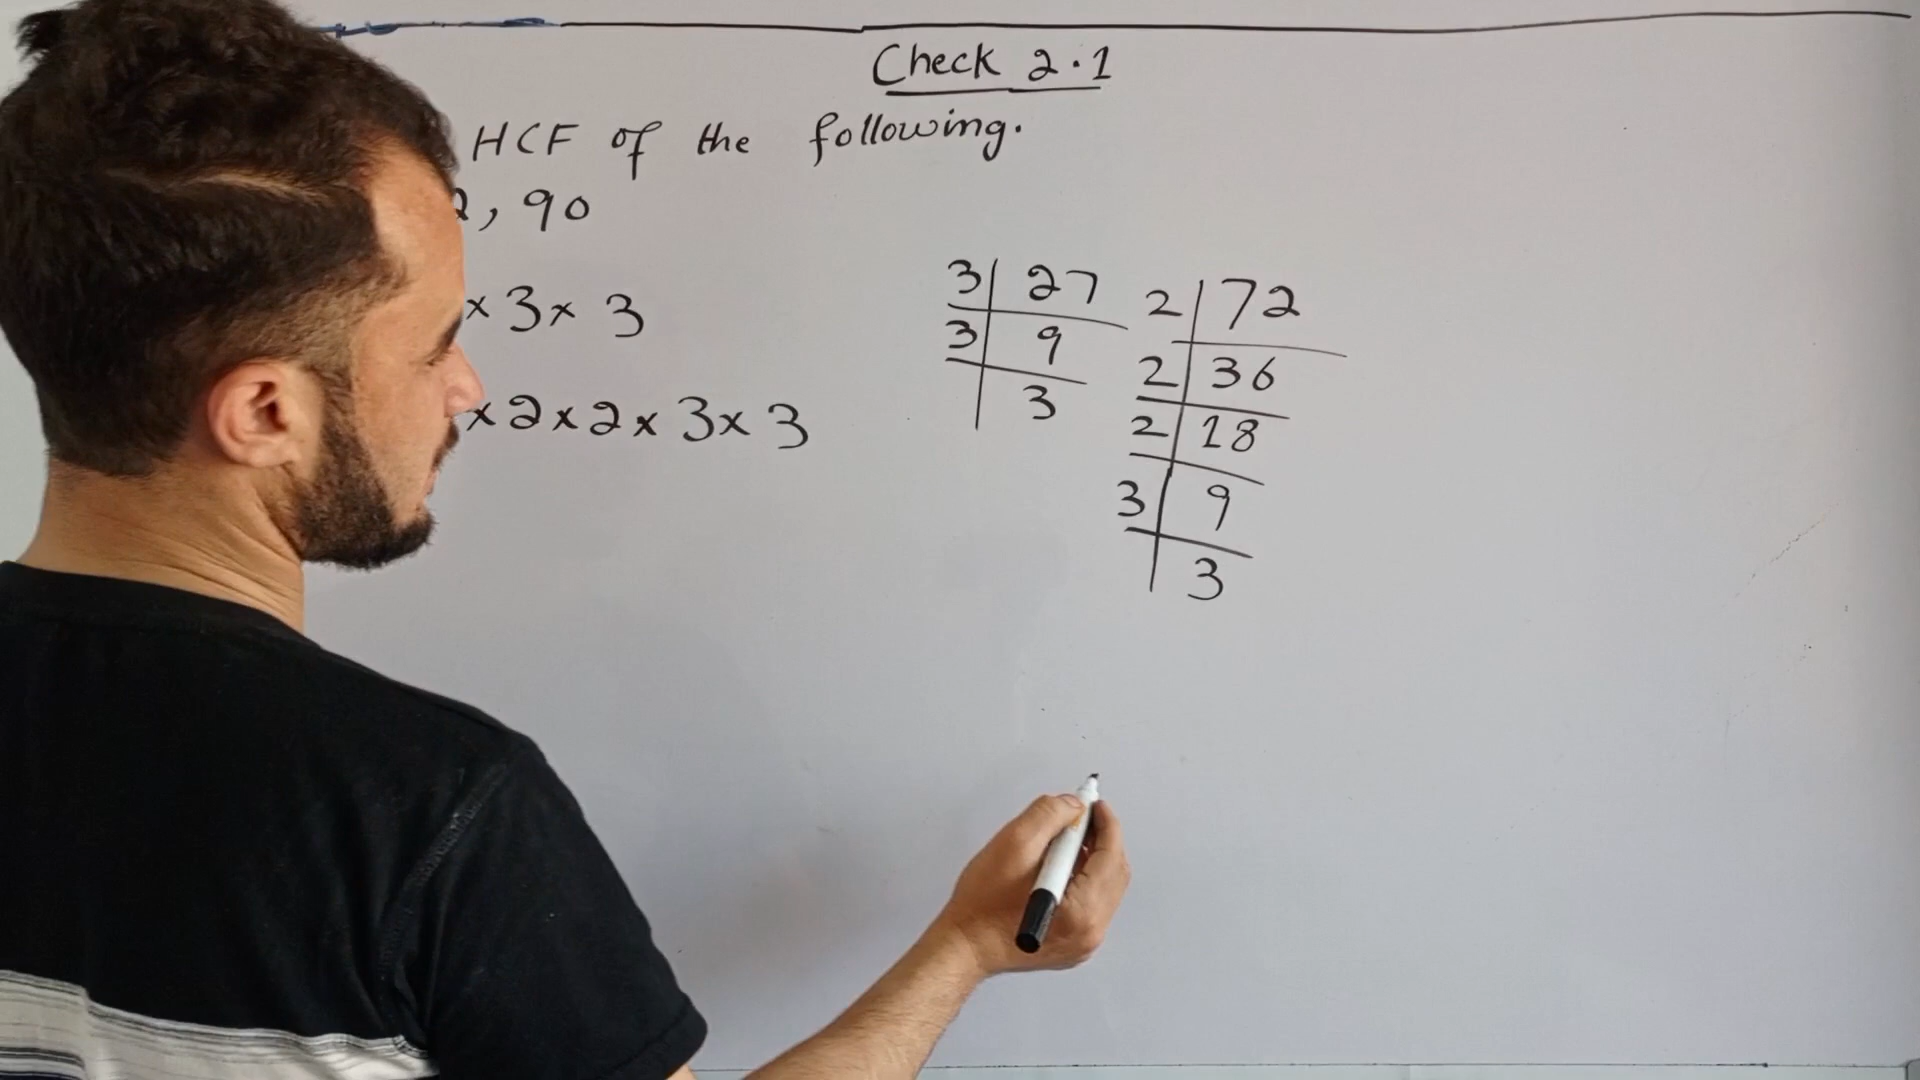 Check 2.1
HCF of the following.
2, 90
x 3 x 3
x 2 x 2 x 3 x 3
3 | 27
3 | 9
3
2 | 72
2 | 36
2 | 18
3 | 9
3